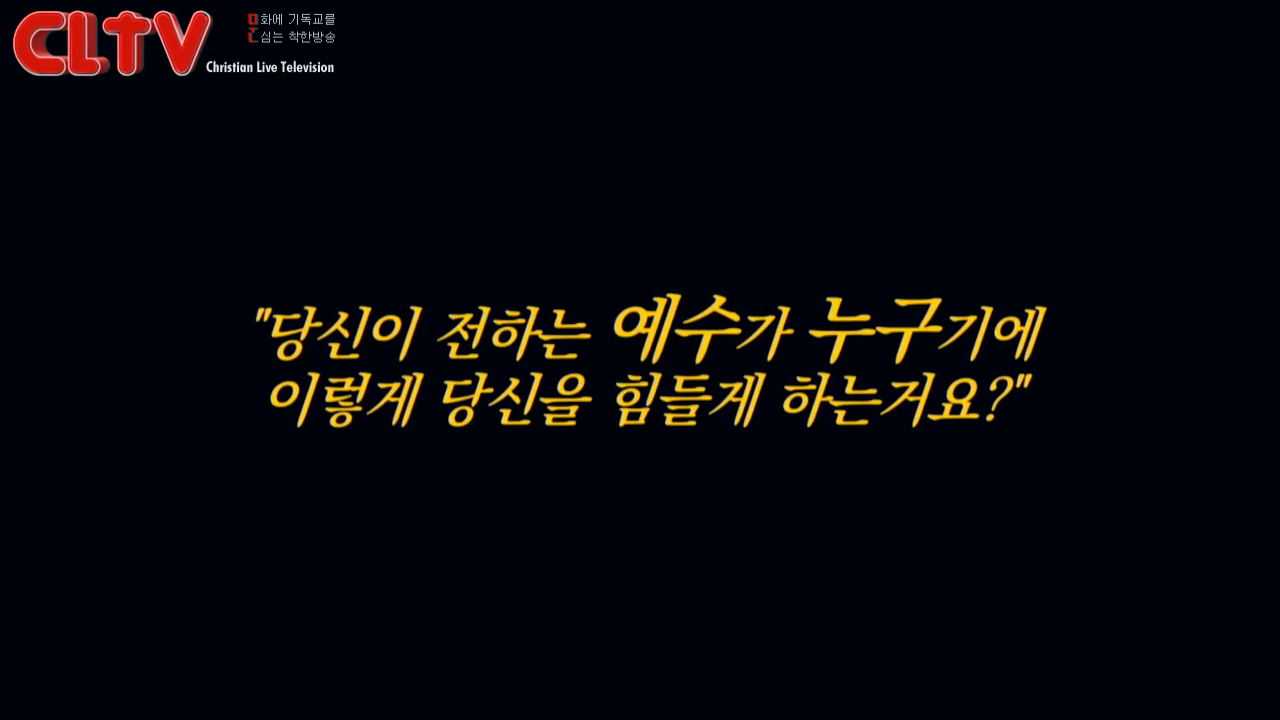 CLTV
문화에 기독교를
심는 착한방송
Christian Live Television
"당신이 전하는 예수가 누구기에
이렇게 당신을 힘들게 하는거요?"